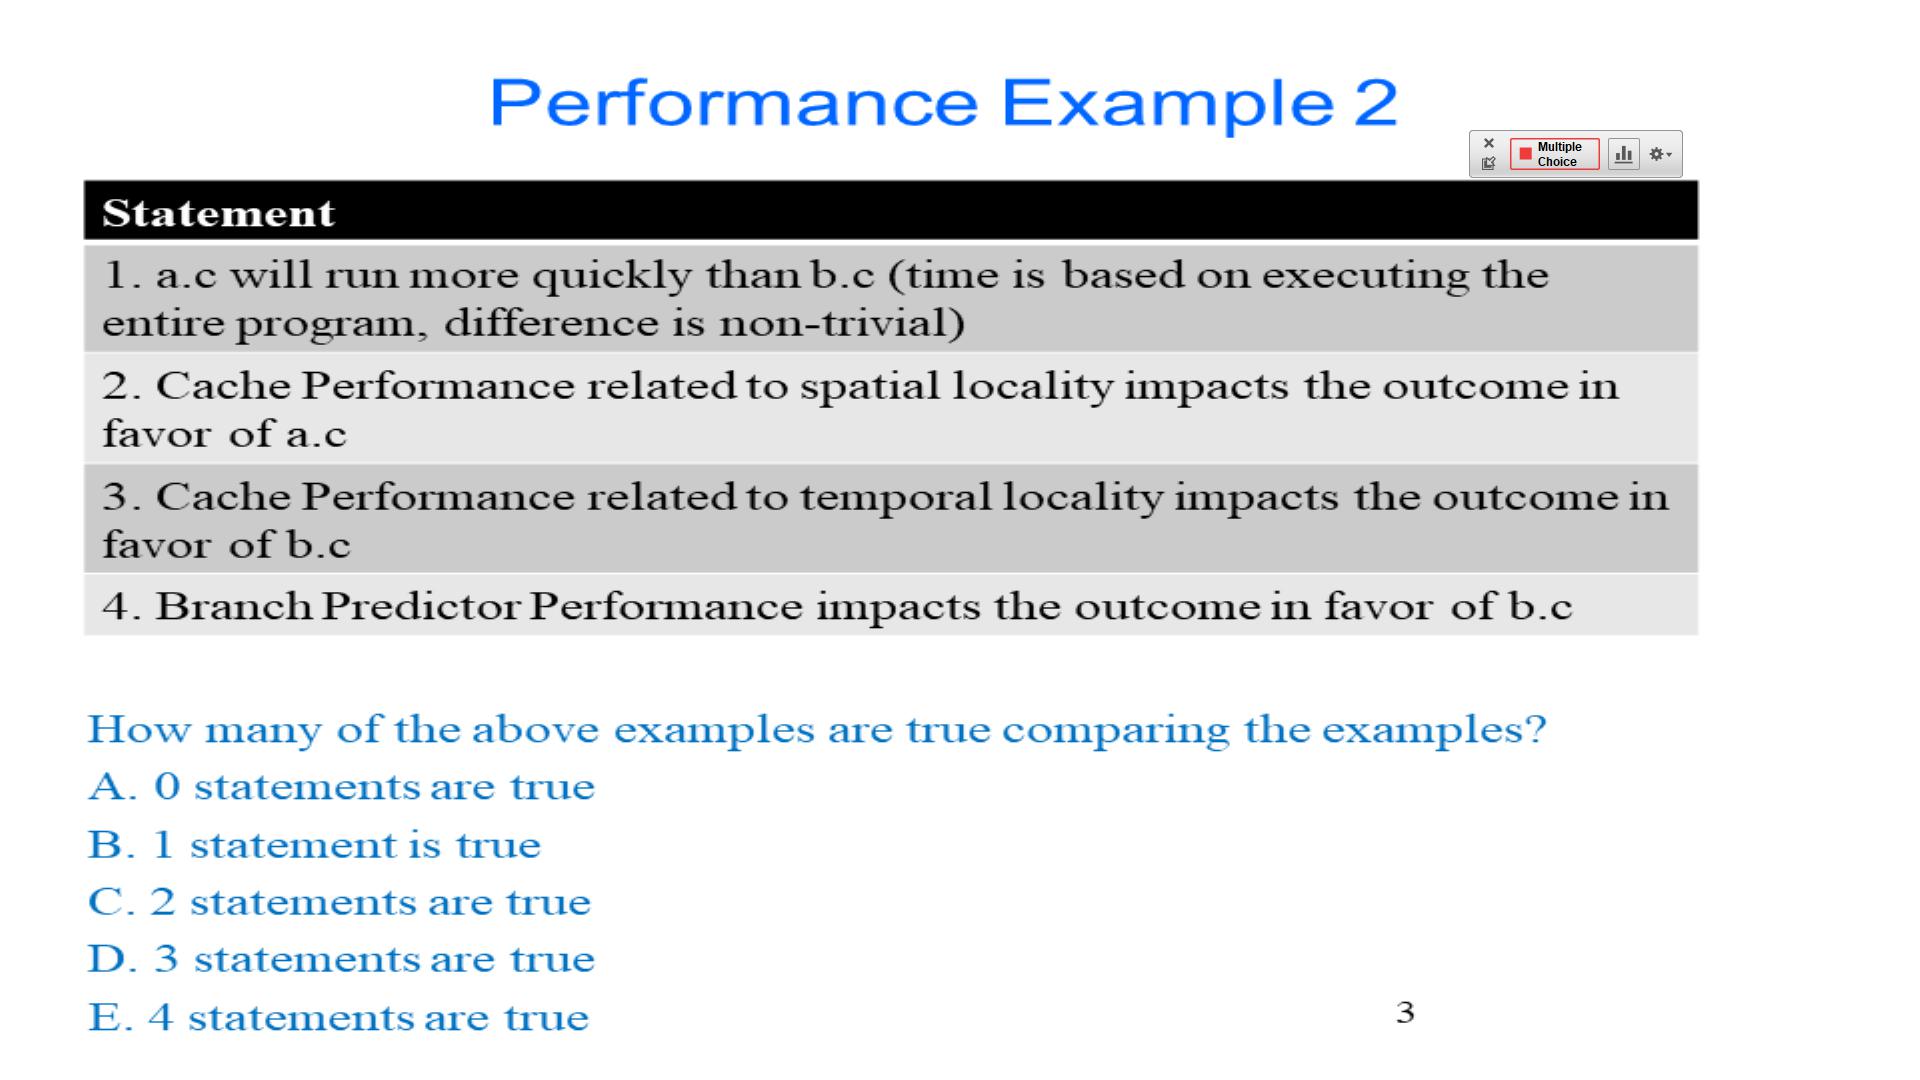 Performance Example 2
Multiple
Choice
Statement
1. a.c will run more quickly than b.c (time is based on executing the
entire program, difference is non-trivial)
2. Cache Performance related to spatial locality impacts the outcome in
favor of a.c
3. Cache Performance related to temporal locality impacts the outcome in
favor of b.c
4. Branch Predictor Performance impacts the outcome in favor of b.c
How many of the above examples are true comparing the examples?
A. 0 statements are true
B. 1 statement is true
C. 2 statements are true
D. 3 statements are true
E. 4 statements are true
3